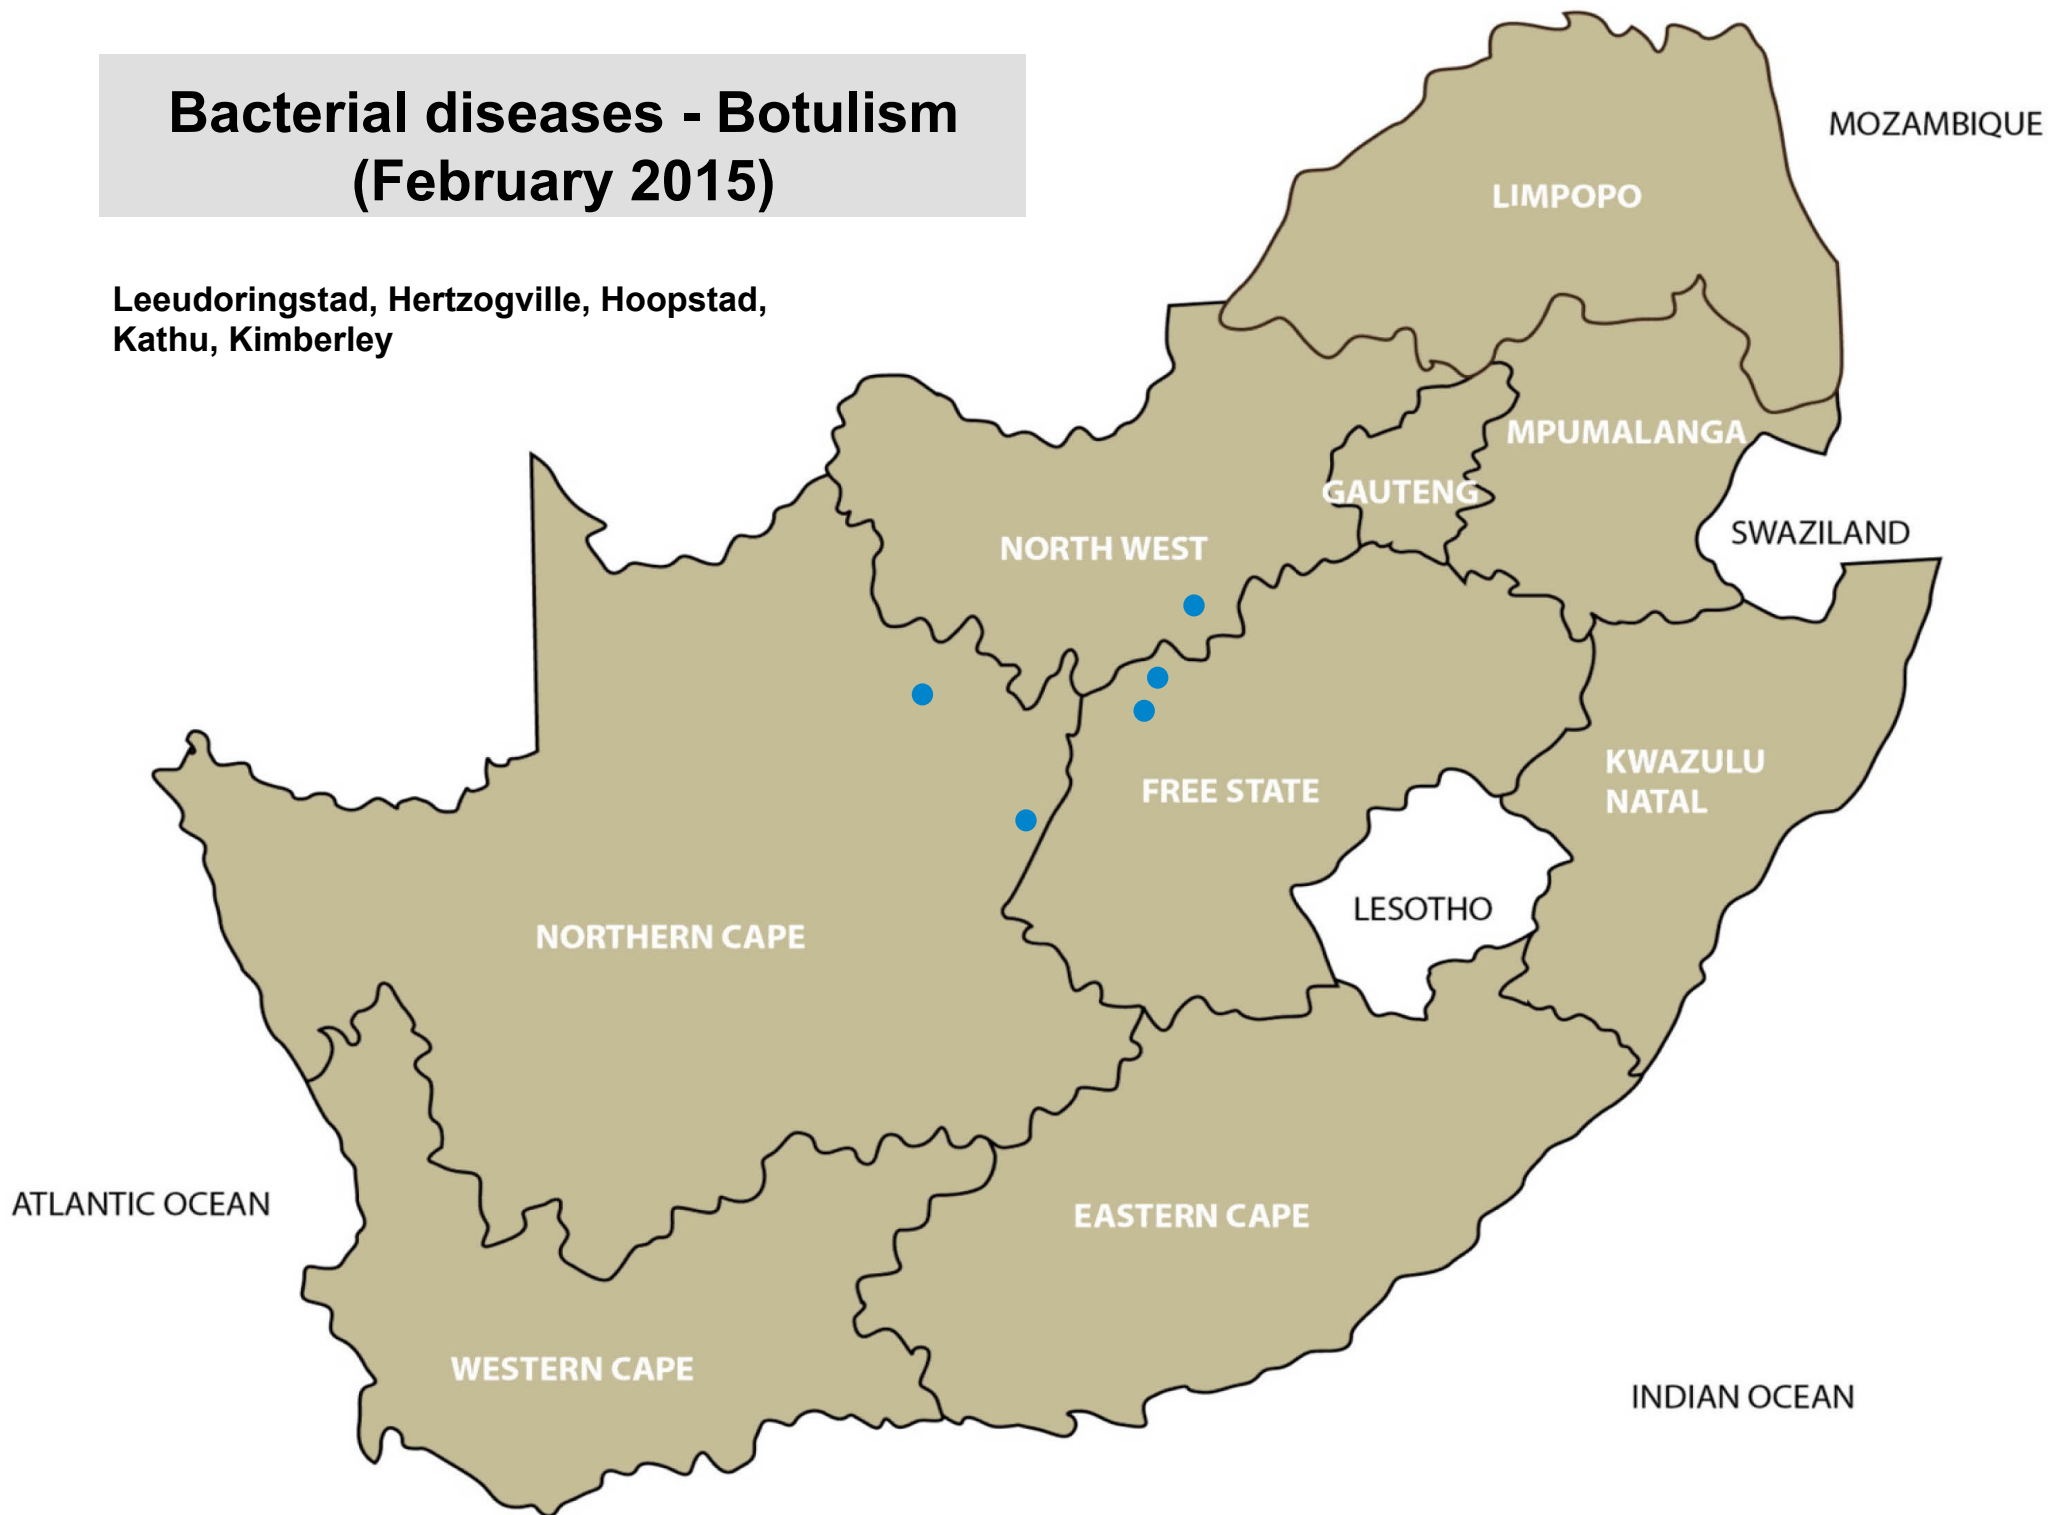 Bacterial diseases - Botulism
(February 2015)
Leeudoringstad, Hertzogville, Hoopstad,
Kathu, Kimberley
MOZAMBIQUE
LIMPOPO
MPUMALANGA
GAUTENG
SWAZILAND
NORTH WEST
KWAZULU
NATAL
FREE STATE
LESOTHO
NORTHERN CAPE
ATLANTIC OCEAN
EASTERN CAPE
WESTERN CAPE
INDIAN OCEAN